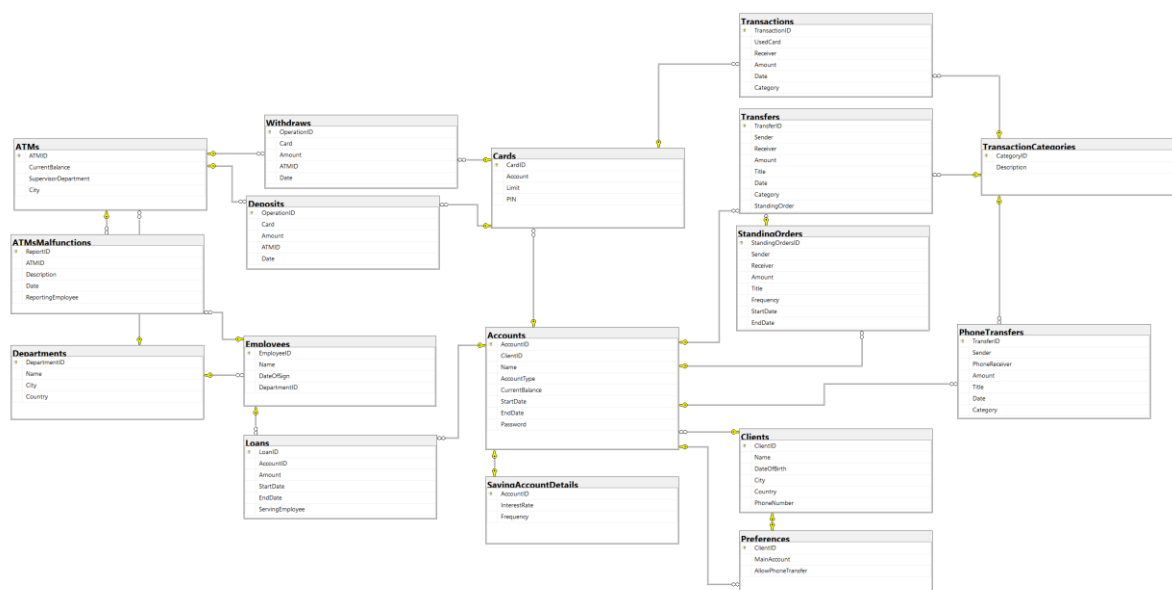 Transactions
TransactionID
UsedCard
Receiver
Amount
Date
Category
Withdraws
OperationID
Card
Amount
ATMID
Date
Transfers
TransferID
Sender
Receiver
Amount
Title
Date
Category
StandingOrder
ATMs
ATMID
CurrentBalance
SupervisorDepartment
City
Cards
CardID
Account
Limit
PIN
TransactionCategories
CategoryID
Description
Deposits
OperationID
Card
Amount
ATMID
Date
StandingOrders
StandingOrdersID
Sender
Receiver
Amount
Title
Frequency
StartDate
EndDate
ATMsMalfunctions
ReportID
ATMID
Description
Date
ReportingEmployee
PhoneTransfers
TransferID
Sender
PhoneReceiver
Amount
Title
Date
Category
Accounts
AccountID
ClientID
Name
AccountType
CurrentBalance
StartDate
EndDate
Password
Employees
EmployeeID
Name
DateOfSign
DepartmentID
Departments
DepartmentID
Name
City
Country
Clients
ClientID
Name
DateOfBirth
City
Country
PhoneNumber
Loans
LoanID
AccountID
Amount
StartDate
EndDate
ServingEmployee
SavingAccountDetails
AccountID
InterestRate
Frequency
Preferences
ClientID
MainAccount
AllowPhoneTransfer